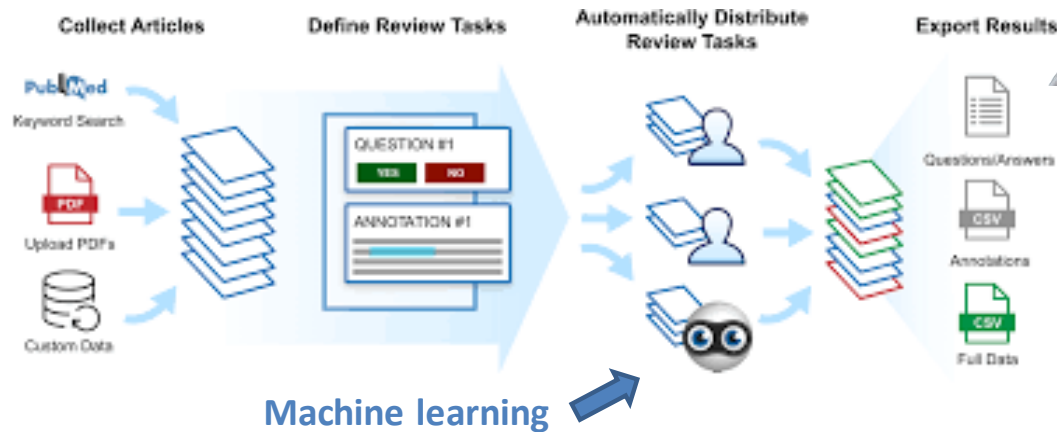 Collect Articles
Define Review Tasks
Automatically Distribute
Review Tasks
Export Results
PubMed
Keyword Search
PDF
Upload PDFs
Custom Data
QUESTION #1
YES
NO
ANNOTATION #1
Questions/Answers
CSV
Annotations
CSV
Full Data
Machine learning